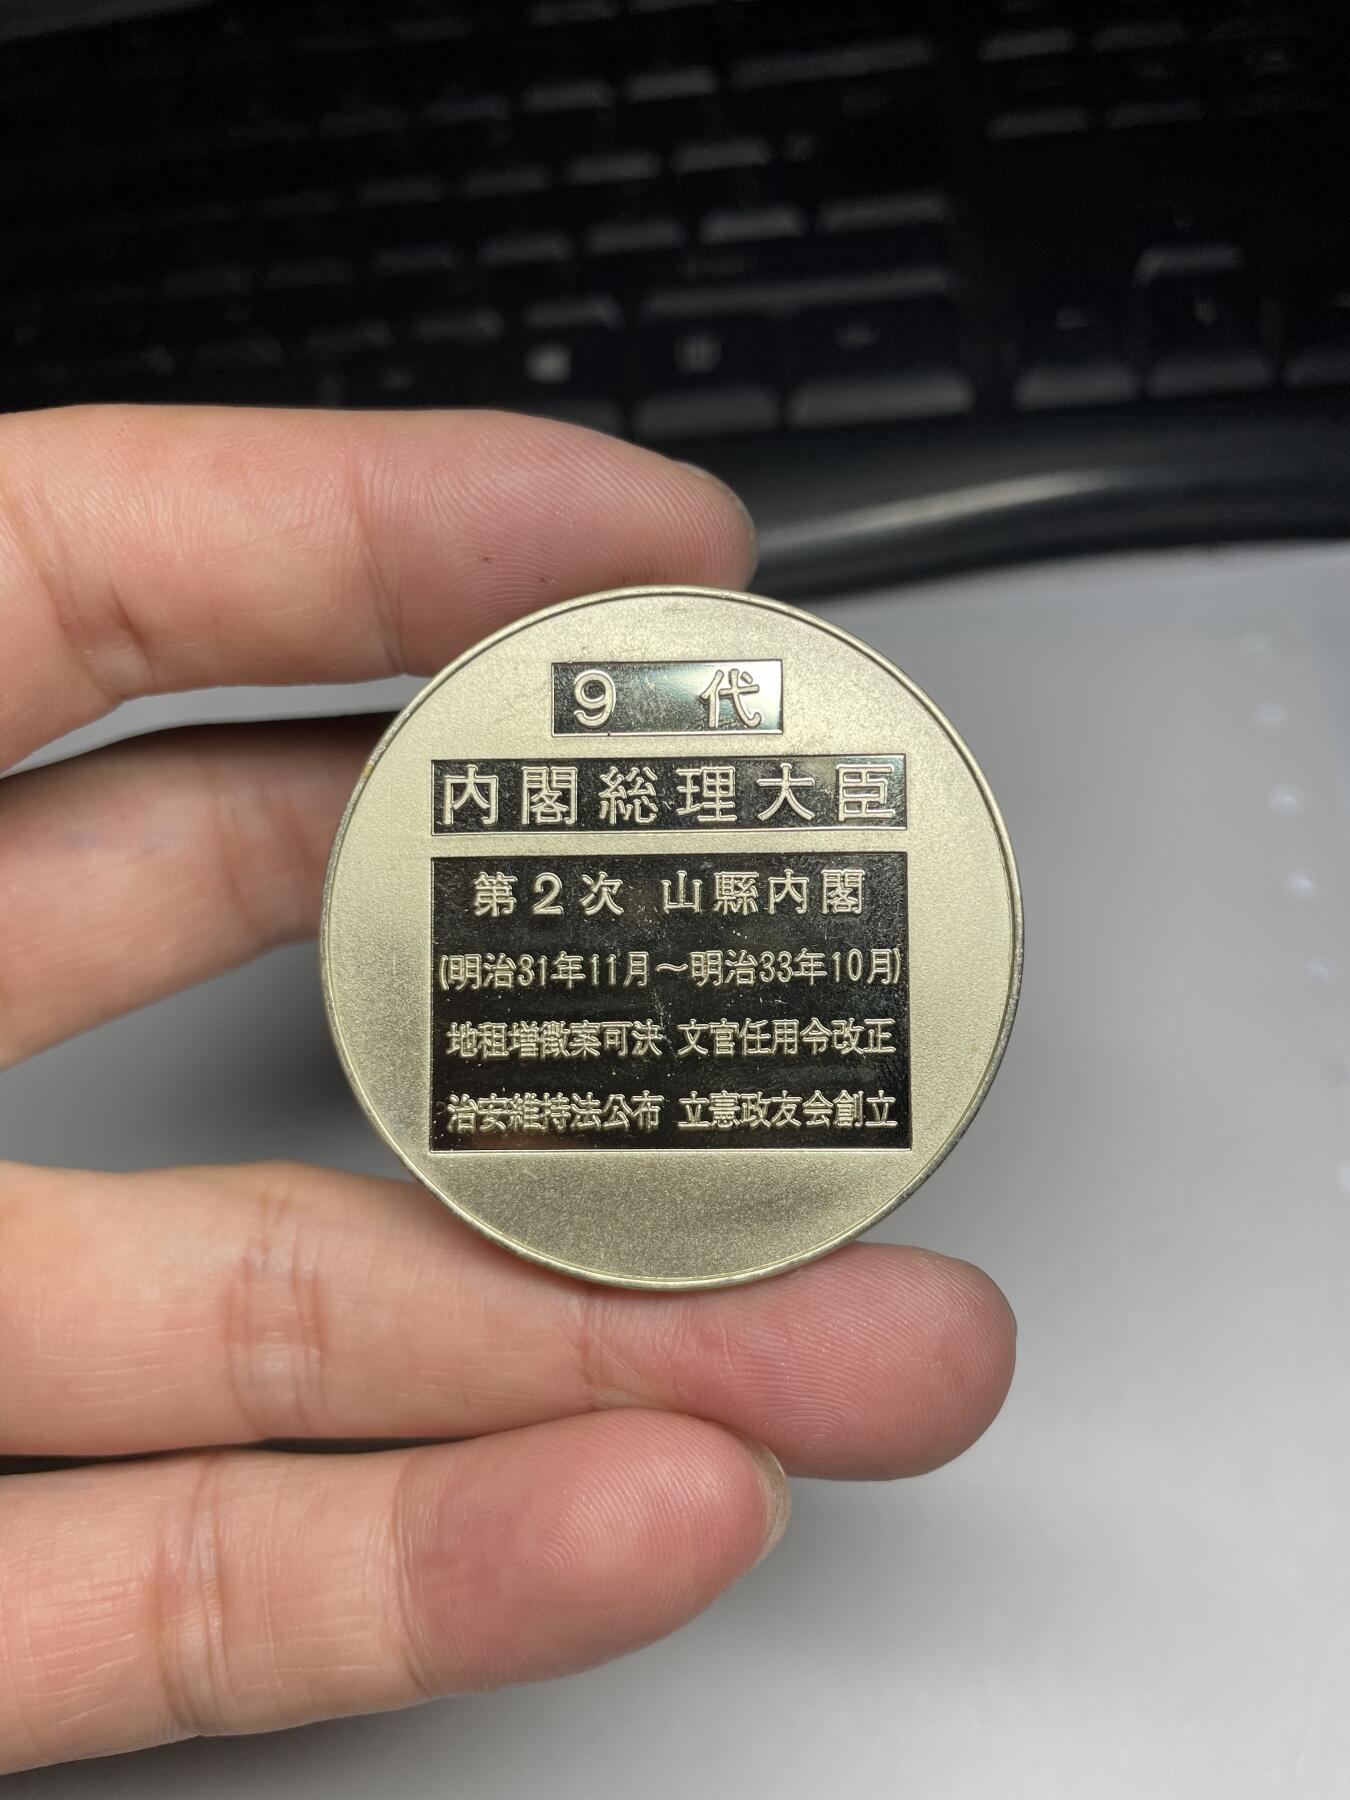 9 代
内閣総理大臣
第2次 山縣内閣
(明治31年11月～明治33年10月)
地租増徴案可決 文官任用令改正
治安維持法公布 立憲政友会創立